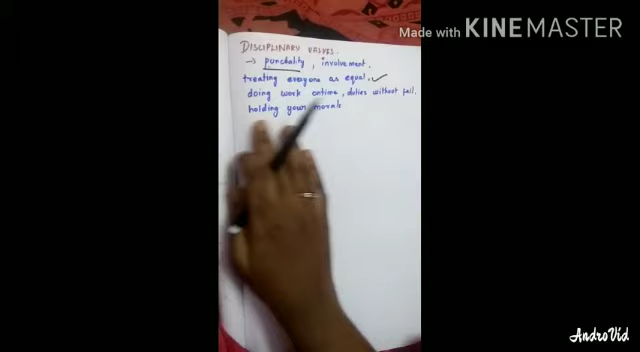 Made with KINEMASTER
DISCIPLINARY VALUES.
→ punchality, involvement,
treating everyone as equal. ✓
doing work ontime, duties without fail.
holding your morals
AndroVid